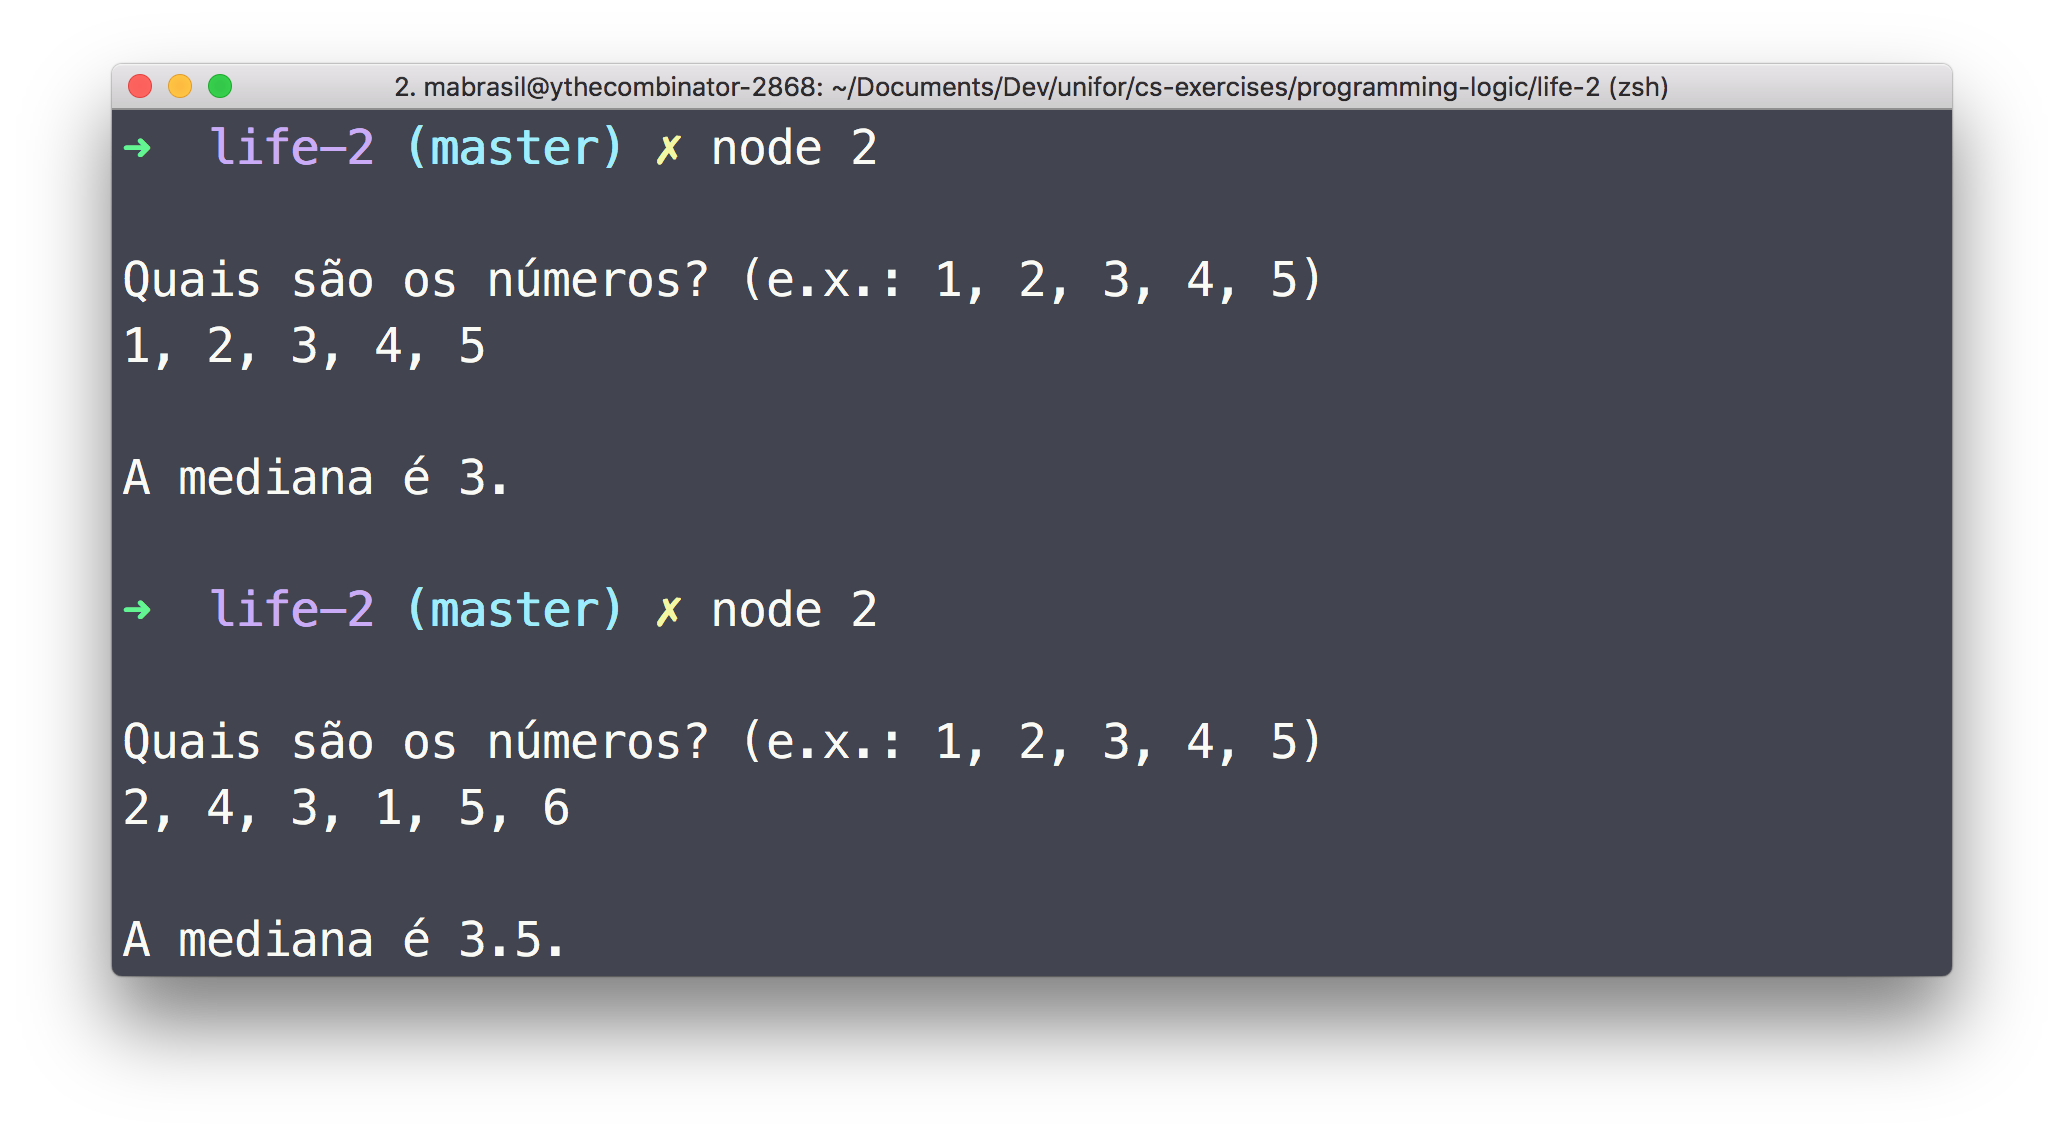 2. mabrasil@ythecombinator-2868: ~/Documents/Dev/unifor/cs-exercises/programming-logic/life-2 (zsh)
➜  life-2 (master) ✗ node 2
Quais são os números? (e.x.: 1, 2, 3, 4, 5)
1, 2, 3, 4, 5
A mediana é 3.
➜  life-2 (master) ✗ node 2
Quais são os números? (e.x.: 1, 2, 3, 4, 5)
2, 4, 3, 1, 5, 6
A mediana é 3.5.